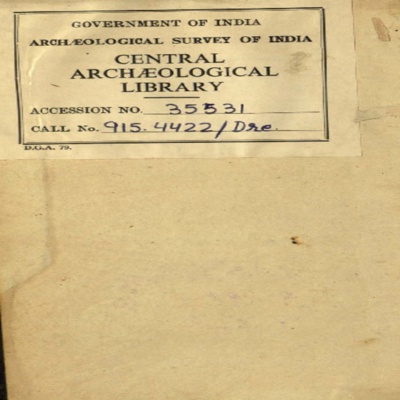 GOVERNMENT OF INDIA
ARCHÆOLOGICAL SURVEY OF INDIA
CENTRAL
ARCHÆOLOGICAL
LIBRARY
ACCESSION NO. 35531
CALL No. 915.4422/Dre.
D.G.A. 79.